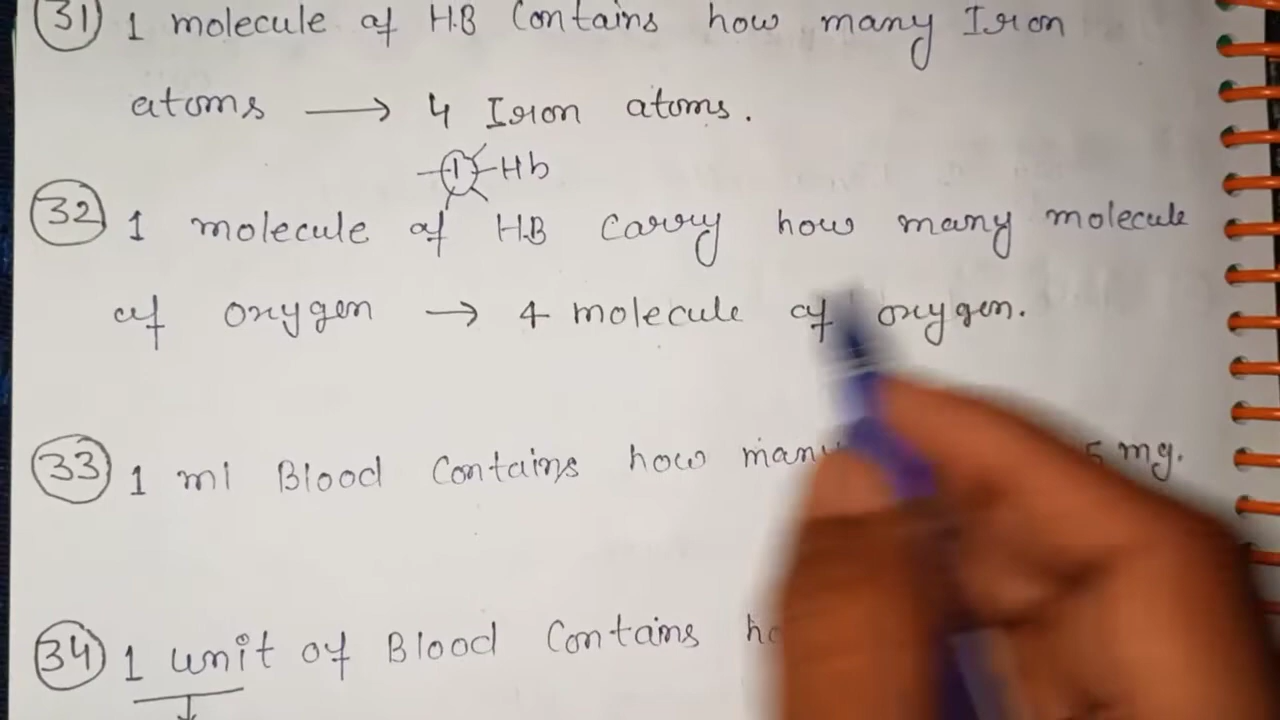 31 1 molecule of H.B Contains how many Iron
atoms → 4 Iron atoms.
1 Hb
32 1 molecule of H.B carry how many molecule
of oxygen → 4 molecule of oxygen.
33 1 ml Blood Contains how many 5 mg.
34 1 unit of Blood Contains